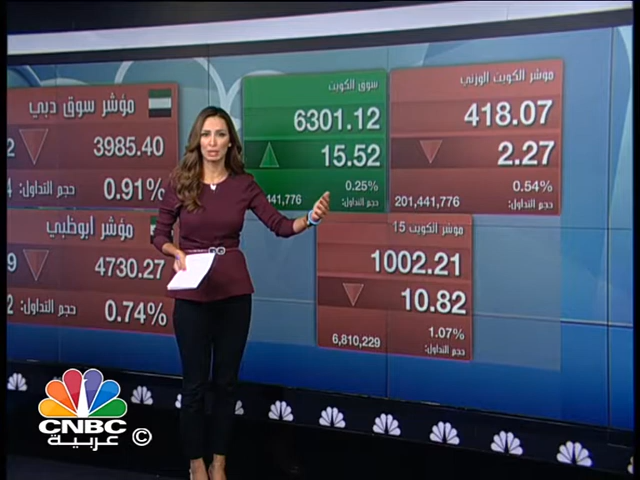 مؤشر سوق دبي
3985.40
0.91%
حجم التداول:
مؤشر ابوظبي
4730.27
0.74%
حجم التداول:
سوق الكويت
6301.12
15.52
0.25%
حجم التداول:
441,776
مؤشر الكويت الوزني
418.07
2.27
0.54%
حجم التداول:
201,441,776
مؤشر الكويت 15
1002.21
10.82
1.07%
حجم التداول:
6,810,229
CNBC
عربية ©